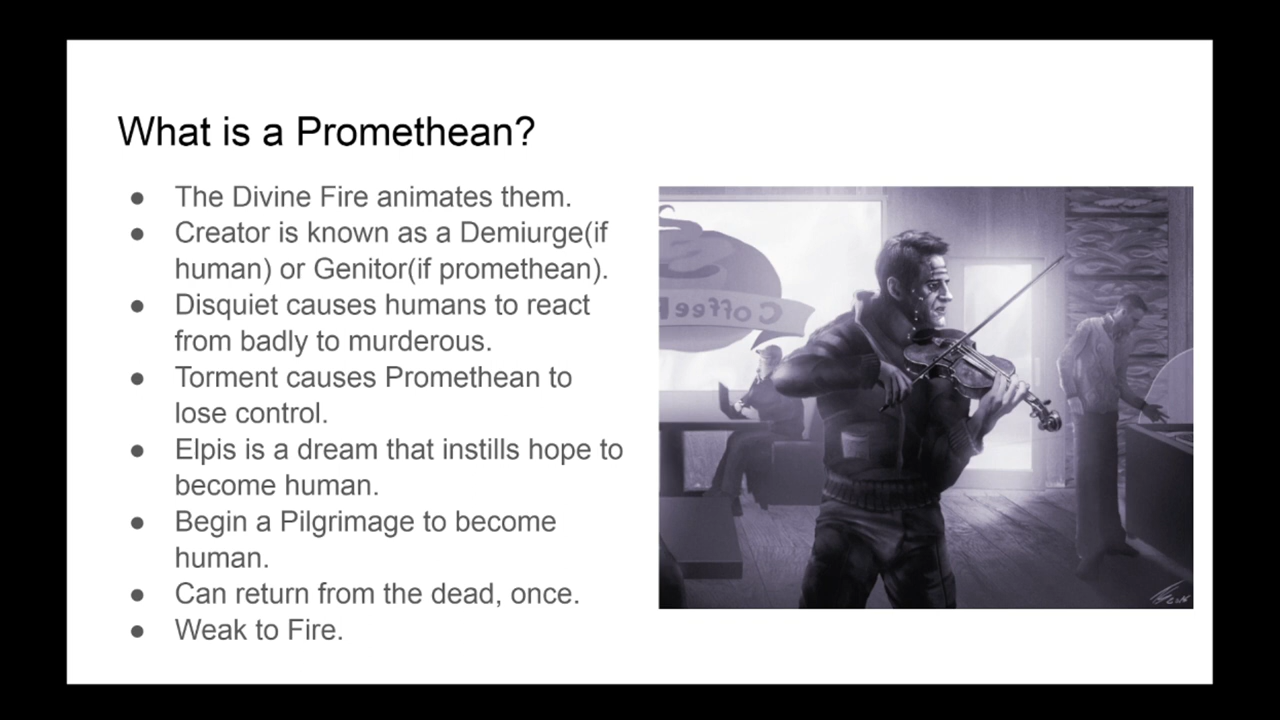 What is a Promethean?
● The Divine Fire animates them.
● Creator is known as a Demiurge(if
human) or Genitor(if promethean).
● Disquiet causes humans to react
from badly to murderous.
● Torment causes Promethean to
lose control.
● Elpis is a dream that instills hope to
become human.
● Begin a Pilgrimage to become
human.
● Can return from the dead, once.
● Weak to Fire.
Coffee